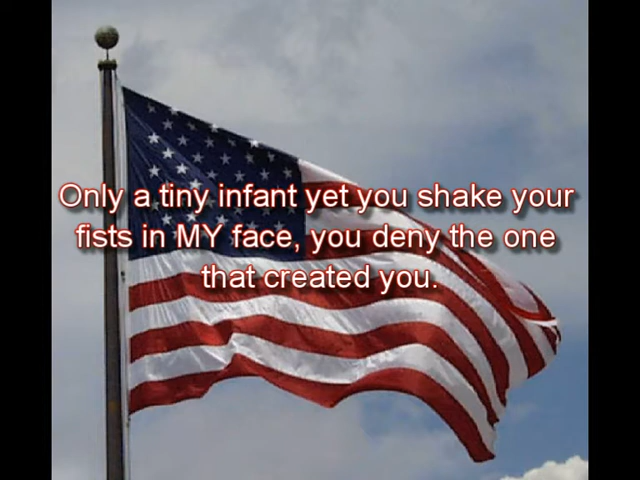 Only a tiny infant yet you shake your
fists in MY face, you deny the one
that created you.